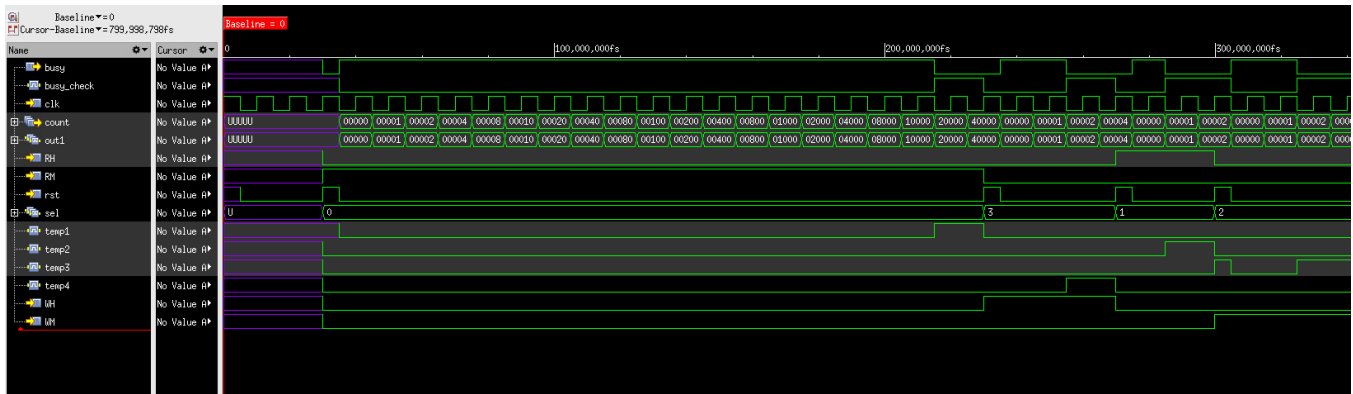 Baseline▼=0
Cursor-Baseline▼=799,998,798fs
Baseline = 0
Name Cursor 0 100,000,000fs 200,000,000fs 300,000,000fs
busy No Value A
busy_check No Value A
clk No Value A
count No Value A UUUUU 00000 00001 00002 00004 00008 00010 00020 00040 00080 00100 00200 00400 00800 01000 02000 04000 08000 10000 20000 40000 00000 00001 00002 00004 00000 00001 00002 00000 00001 00002 000
out1 No Value A UUUUU 00000 00001 00002 00004 00008 00010 00020 00040 00080 00100 00200 00400 00800 01000 02000 04000 08000 10000 20000 40000 00000 00001 00002 00004 00000 00001 00002 00000 00001 00002 000
RH No Value A
RM No Value A
rst No Value A
sel No Value A U 0 3 1 2
temp1 No Value A
temp2 No Value A
temp3 No Value A
temp4 No Value A
WH No Value A
WM No Value A